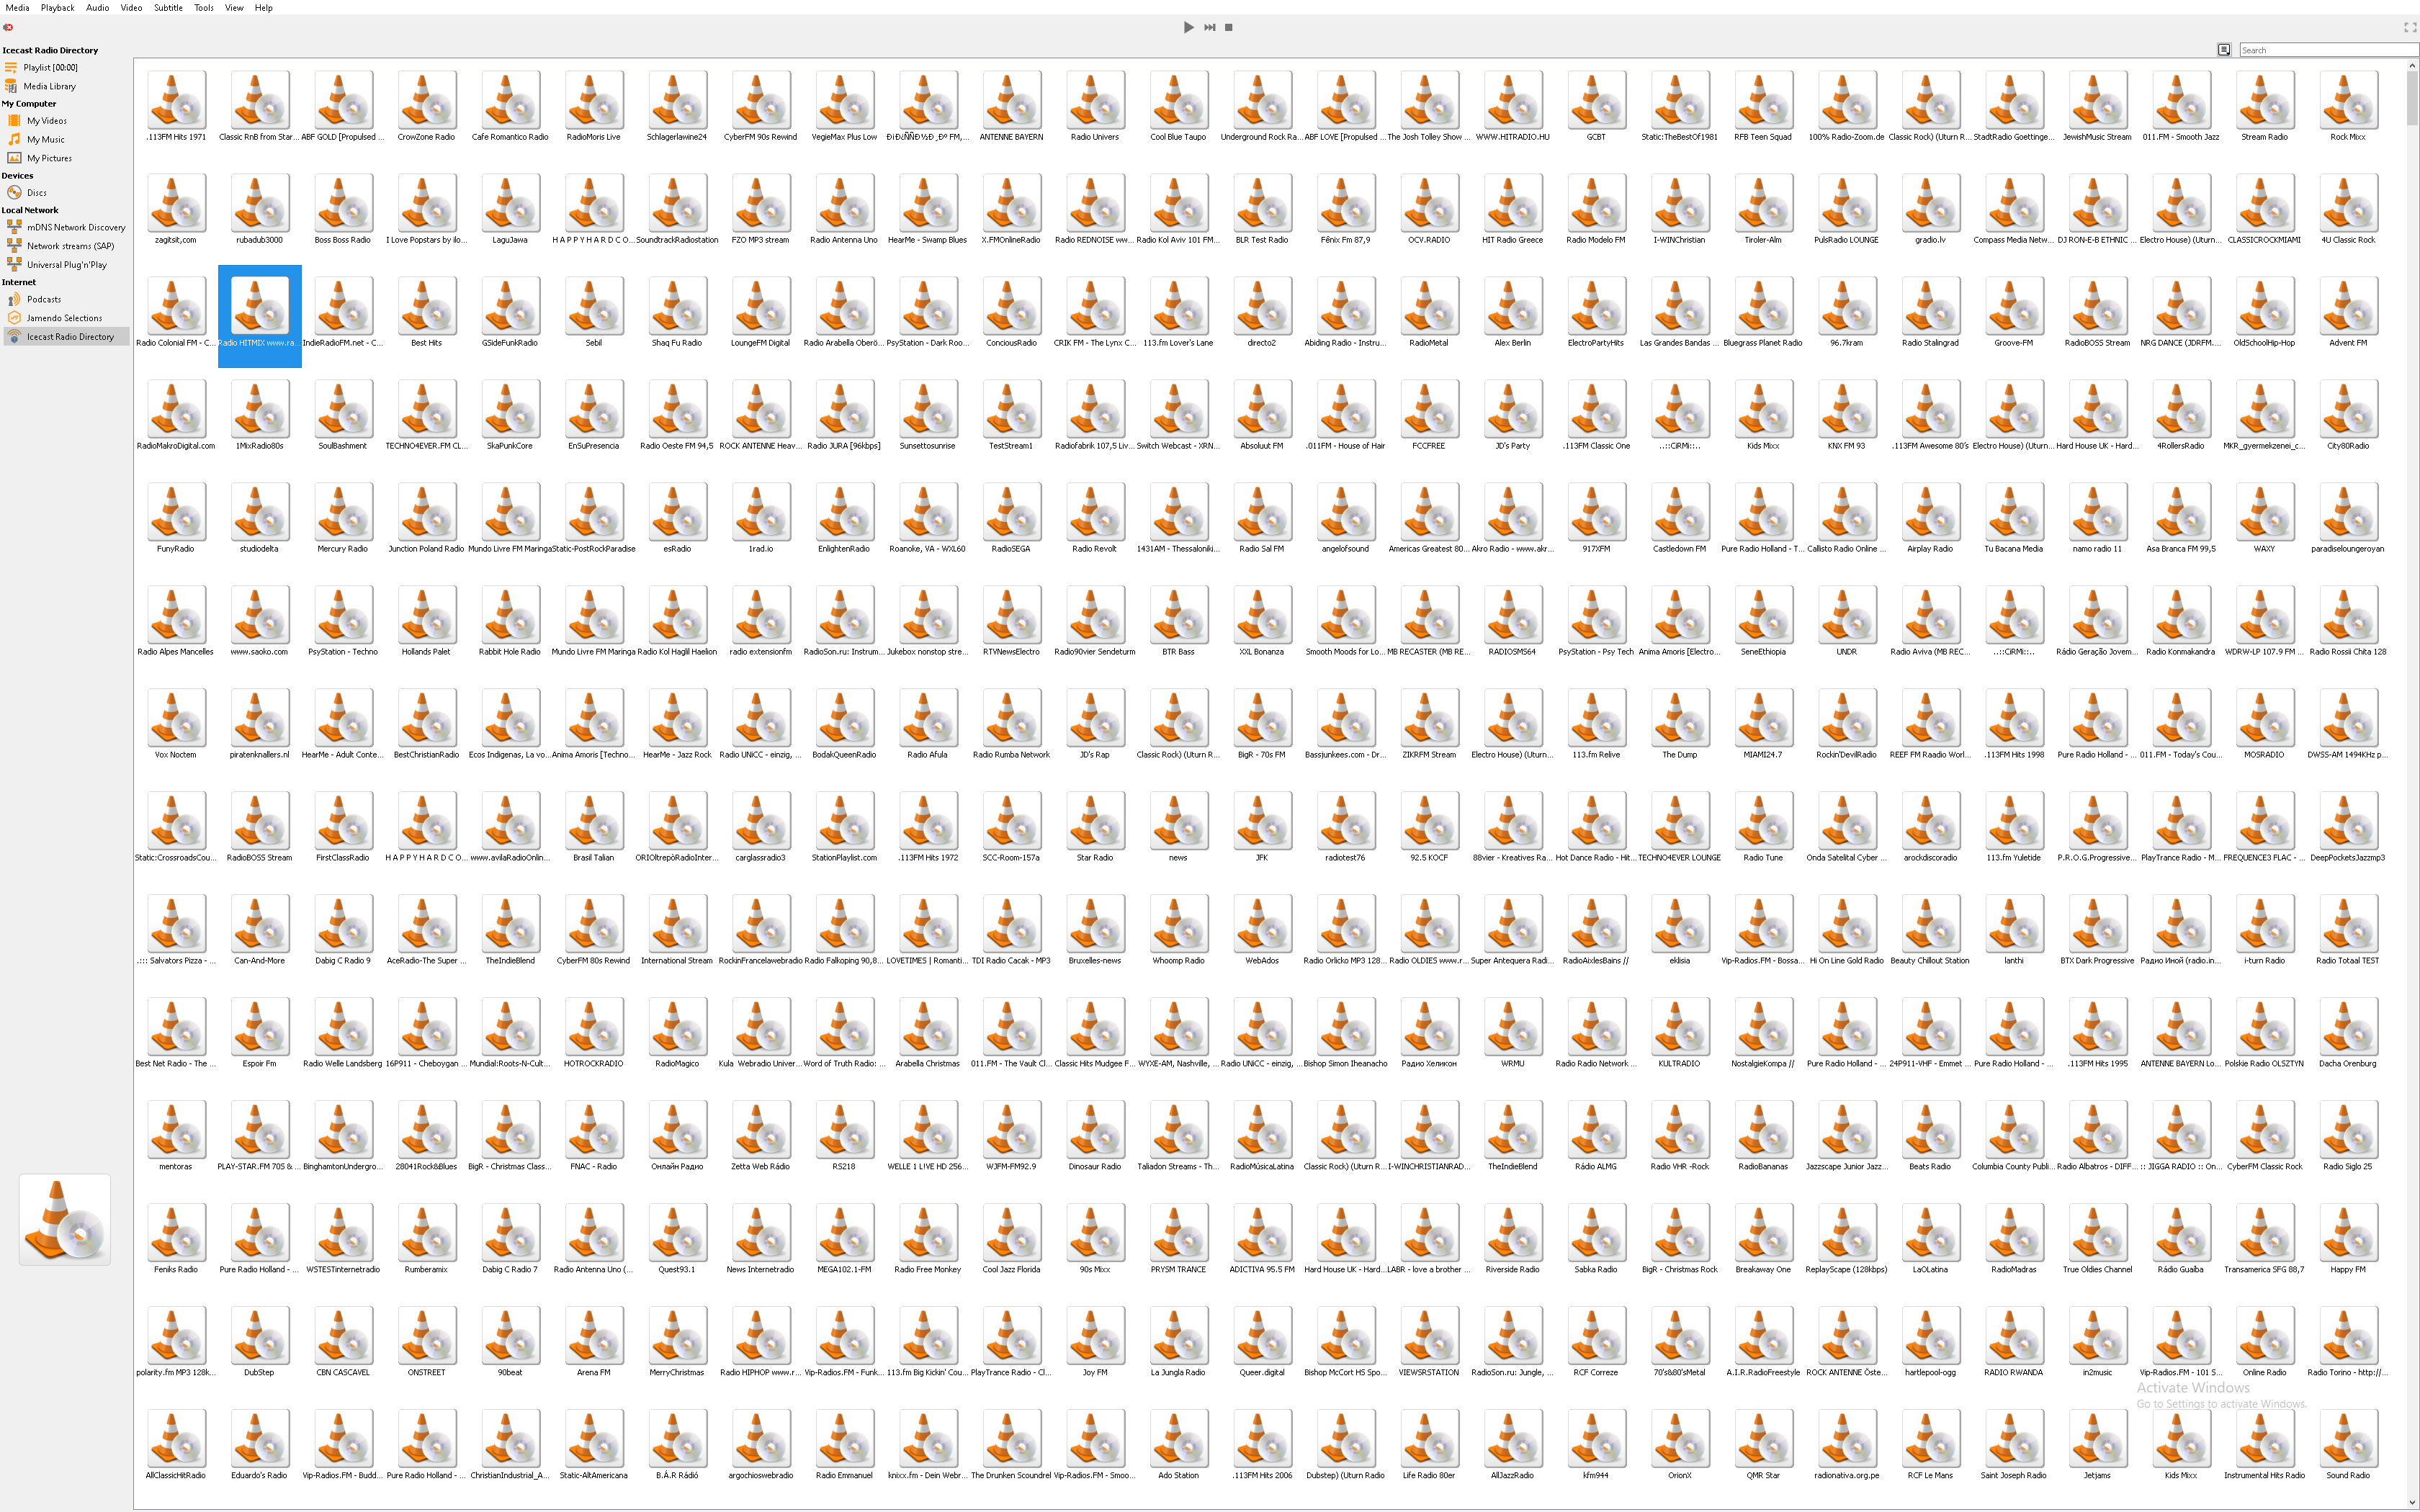 Media Playback Audio Video Subtitle Tools View Help
Search
Icecast Radio Directory
Playlist [00:00]
Media Library
My Computer
My Videos
My Music
My Pictures
Devices
Discs
Local Network
mDNS Network Discovery
Network streams (SAP)
Universal Plug'n'Play
Internet
Podcasts
Jamendo Selections
Icecast Radio Directory
.113FM Hits 1971 Classic RnB from Star... ABF GOLD [Propulsed ... CrowZone Radio Cafe Romantico Radio RadioMoris Live Schlagerlawine24 CyberFM 90s Rewind VegieMax Plus Low ANTENNE BAYERN Radio Univers Cool Blue Taupo Underground Rock Ra... ABF LOVE [Propulsed ... The Josh Tolley Show ... WWW.HITRADIO.HU GCBT Static:TheBestOf1981 RFB Teen Squad 100% Radio-Zoom.de Classic Rock) (Uturn R... StadtRadio Goettinge... JewishMusic Stream 011.FM - Smooth Jazz Stream Radio Rock Mixx
zagitsit,com rubadub3000 Boss Boss Radio I Love Popstars by ilo... LaguJawa H A P P Y H A R D C O... SoundtrackRadiostation FZO MP3 stream Radio Antenna Uno HearMe - Swamp Blues X.FMOnlineRadio Radio REDNOISE ww... Radio Kol Aviv 101 FM... BLR Test Radio Fênix Fm 87,9 OCV.RADIO HIT Radio Greece Radio Modelo FM I-WINChristian Tiroler-Alm PulsRadio LOUNGE gradio.lv Compass Media Netw... DJ RON-E-B ETHNIC ... Electro House) (Uturn... CLASSICROCKMIAMI 4U Classic Rock
Radio Colonial FM - C... Radio HITMIX www.ra... IndieRadioFM.net - C... Best Hits GSideFunkRadio Sebil Shaq Fu Radio LoungeFM Digital Radio Arabella Oberö... PsyStation - Dark Roo... ConciousRadio CRIK FM - The Lynx C... 113.fm Lover's Lane directo2 Abiding Radio - Instru... RadioMetal Alex Berlin ElectroPartyHits Las Grandes Bandas ... Bluegrass Planet Radio 96.7kram Radio Stalingrad Groove-FM RadioBOSS Stream NRG DANCE (JDRFM.... OldSchoolHip-Hop Advent FM
RadioMakroDigital.com 1MixRadio80s SoulBashment TECHNO4EVER.FM CL... SkaPunkCore EnSuPresencia Radio Oeste FM 94,5 ROCK ANTENNE Heav... Radio JURA [96kbps] Sunsettosunrise TestStream1 Radiofabrik 107,5 Liv... Switch Webcast - XRN... Absoluut FM .011FM - House of Hair FCCFREE JD's Party .113FM Classic One ..::CiRMi::.. Kids Mixx KNX FM 93 .113FM Awesome 80's Electro House) (Uturn... Hard House UK - Hard... 4RollersRadio MKR_gyermekzenei_c... City80Radio
FunyRadio studiodelta Mercury Radio Junction Poland Radio Mundo Livre FM Maringa Static-PostRockParadise esRadio 1rad.io EnlightenRadio Roanoke, VA - WXL60 RadioSEGA Radio Revolt 1431AM - Thessaloniki... Radio Sal FM angelofsound Americas Greatest 80... Akro Radio - www.akr... 917XFM Castledown FM Pure Radio Holland - T... Callisto Radio Online ... Airplay Radio Tu Bacana Media namo radio 11 Asa Branca FM 99,5 WAXY paradiseloungeroyan
Radio Alpes Mancelles www.saoko.com PsyStation - Techno Hollands Palet Rabbit Hole Radio Mundo Livre FM Maringa Radio Kol Haglil Haelion radio extensionfm RadioSon.ru: Instrum... Jukebox nonstop stre... RTVNewsElectro Radio90vier Sendeturm BTR Bass XXL Bonanza Smooth Moods for Lo... MB RECASTER (MB RE... RADIOSMS64 PsyStation - Psy Tech Anima Amoris [Electro... SeneEthiopia UNDR Radio Aviva (MB REC... ..::CiRMi::.. Rádio Geração Jovem... Radio Konmakandra WDRW-LP 107.9 FM ... Radio Rossii Chita 128
Vox Noctem piratenknallers.nl HearMe - Adult Conte... BestChristianRadio Ecos Indigenas, La vo... Anima Amoris [Techno... HearMe - Jazz Rock Radio UNiCC - einzig, ... BodakQueenRadio Radio Afula Radio Rumba Network JD's Rap Classic Rock) (Uturn R... BigR - 70s FM Bassjunkees.com - Dr... ZIKRFM Stream Electro House) (Uturn... 113.fm Relive The Dump MIAMI24.7 Rockin'DevilRadio REEF FM Raadio Worl... .113FM Hits 1998 Pure Radio Holland - ... 011.FM - Today's Cou... MOSRADIO DWSS-AM 1494KHz p...
Static:CrossroadsCou... RadioBOSS Stream FirstClassRadio H A P P Y H A R D C O... www.avilaRadioOnlin... Brasil Talian ORIOltrepòRadioInter... carglassradio3 StationPlaylist.com .113FM Hits 1972 SCC-Room-157a Star Radio news JFK radiotest76 92.5 KOCF 88vier - Kreatives Ra... Hot Dance Radio - Hit... TECHNO4EVER LOUNGE Radio Tune Onda Satelital Cyber ... arockdiscoradio 113.fm Yuletide P.R.O.G.Progressive... PlayTrance Radio - M... FREQUENCE3 FLAC - ... DeepPocketsJazzmp3
.::: Salvators Pizza - ... Can-And-More Dabig C Radio 9 AceRadio-The Super ... TheIndieBlend CyberFM 80s Rewind International Stream RockinFrancelawebradio Radio Falkoping 90,8... LOVETIMES | Romanti... TDI Radio Cacak - MP3 Bruxelles-news Whoomp Radio WebAdos Radio Orlicko MP3 128... Radio OLDIES www.r... Super Antequera Radi... RadioAixlesBains // eklisia Vip-Radios.FM - Bossa... Hi On Line Gold Radio Beauty Chillout Station Ianthi BTX Dark Progressive Радио Иной (radio.in... i-turn Radio Radio Totaal TEST
Best Net Radio - The ... Espoir Fm Radio Welle Landsberg 16P911 - Cheboygan ... Mundial:Roots-N-Cult... HOTROCKRADIO RadioMagico Kula Webradio Univer... Word of Truth Radio: ... Arabella Christmas 011.FM - The Vault Cl... Classic Hits Mudgee F... WYXE-AM, Nashville, ... Radio UNiCC - einzig, ... Bishop Simon Iheanacho Радио Хеликон WRMU Radio Radio Network ... KULTRADIO NostalgieKompa // Pure Radio Holland - ... 24P911-VHF - Emmet ... Pure Radio Holland - ... .113FM Hits 1995 ANTENNE BAYERN Lo... Polskie Radio OLSZTYN Dacha Orenburg
mentoras PLAY-STAR.FM 70S & ... BinghamtonUndergro... 28041Rock&Blues BigR - Christmas Class... FNAC - Radio Онлайн Радио Zetta Web Rádio RS218 WELLE 1 L!VE HD 256... WJFM-FM92.9 Dinosaur Radio Taliadon Streams - Th... RadioMúsicaLatina Classic Rock) (Uturn R... I-WINCHRISTIANRAD... TheIndieBlend Rádio ALMG Radio VHR -Rock RadioBananas Jazzscape Junior Jazz... Beats Radio Columbia County Publi... Radio Albatros - DIFF... :: JIGGA RADIO :: On... CyberFM Classic Rock Radio Siglo 25
Feniks Radio Pure Radio Holland - ... WSTESTinternetradio Rumberamix Dabig C Radio 7 Radio Antenna Uno (... Quest93.1 News Internetradio MEGA102.1-FM Radio Free Monkey Cool Jazz Florida 90s Mixx PRYSM TRANCE ADICTIVA 95.5 FM Hard House UK - Hard... LABR - love a brother ... Riverside Radio Sabka Radio BigR - Christmas Rock Breakaway One ReplayScape (128kbps) LaOLatina RadioMadras True Oldies Channel Rádio Guaíba Transamerica SFG 88,7 Happy FM
polarity.fm MP3 128k... DubStep CBN CASCAVEL ONSTREET 90beat Arena FM MerryChristmas Radio HIPHOP www.r... Vip-Radios.FM - Funk... 113.fm Big Kickin' Cou... PlayTrance Radio - Cl... Joy FM La Jungla Radio Queer.digital Bishop McCort HS Spo... VIEWSRSTATION RadioSon.ru: Jungle, ... RCF Correze 70's&80'sMetal A.I.R.RadioFreestyle ROCK ANTENNE Öste... hartlepool-ogg RADIO RWANDA in2music Vip-Radios.FM - 101 S... Online Radio Radio Torino - http://...
Activate Windows
Go to Settings to activate Windows.
AllClassicHitRadio Eduardo's Radio Vip-Radios.FM - Budd... Pure Radio Holland - ... ChristianIndustrial_A... Static-AltAmericana B.Á.R Rádió argochioswebradio Radio Emmanuel knixx.fm - Dein Webr... The Drunken Scoundrel Vip-Radios.FM - Smoo... Ado Station .113FM Hits 2006 Dubstep) (Uturn Radio Life Radio 80er AllJazzRadio kfm944 OrionX QMR Star radionativa.org.pe RCF Le Mans Saint Joseph Radio Jetjams Kids Mixx Instrumental Hits Radio Sound Radio